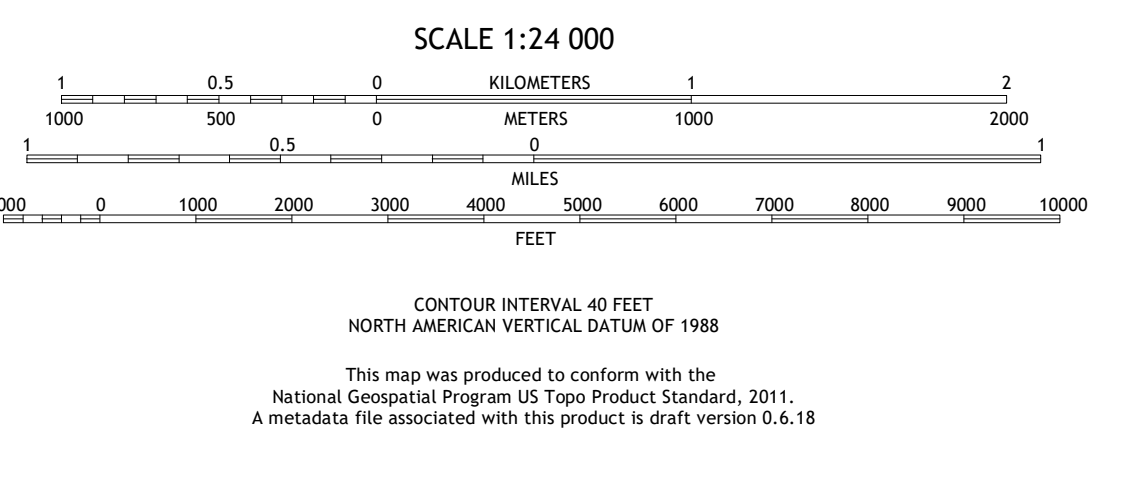 SCALE 1:24 000
1 0.5 0 KILOMETERS 1 2
1000 500 0 METERS 1000 2000
1 0.5 0 1
MILES
0 1000 2000 3000 4000 5000 6000 7000 8000 9000 10000
FEET
CONTOUR INTERVAL 40 FEET
NORTH AMERICAN VERTICAL DATUM OF 1988
This map was produced to conform with the
National Geospatial Program US Topo Product Standard, 2011.
A metadata file associated with this product is draft version 0.6.18